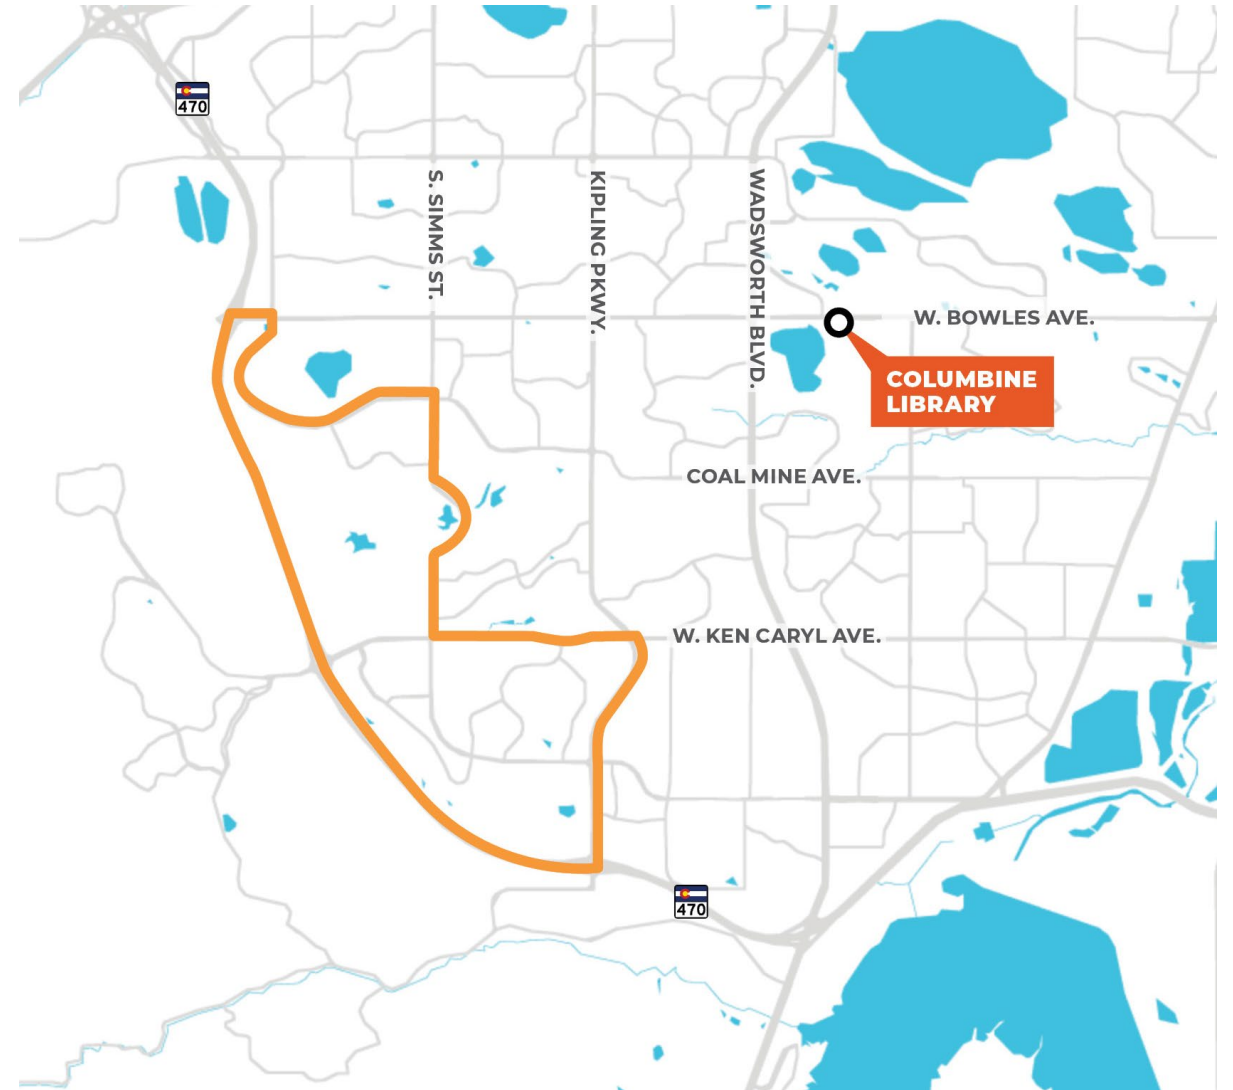 470
S. SIMMS ST.
KIPLING PKWY.
WADSWORTH BLVD.
W. BOWLES AVE.
COLUMBINE
LIBRARY
COAL MINE AVE.
W. KEN CARYL AVE.
470